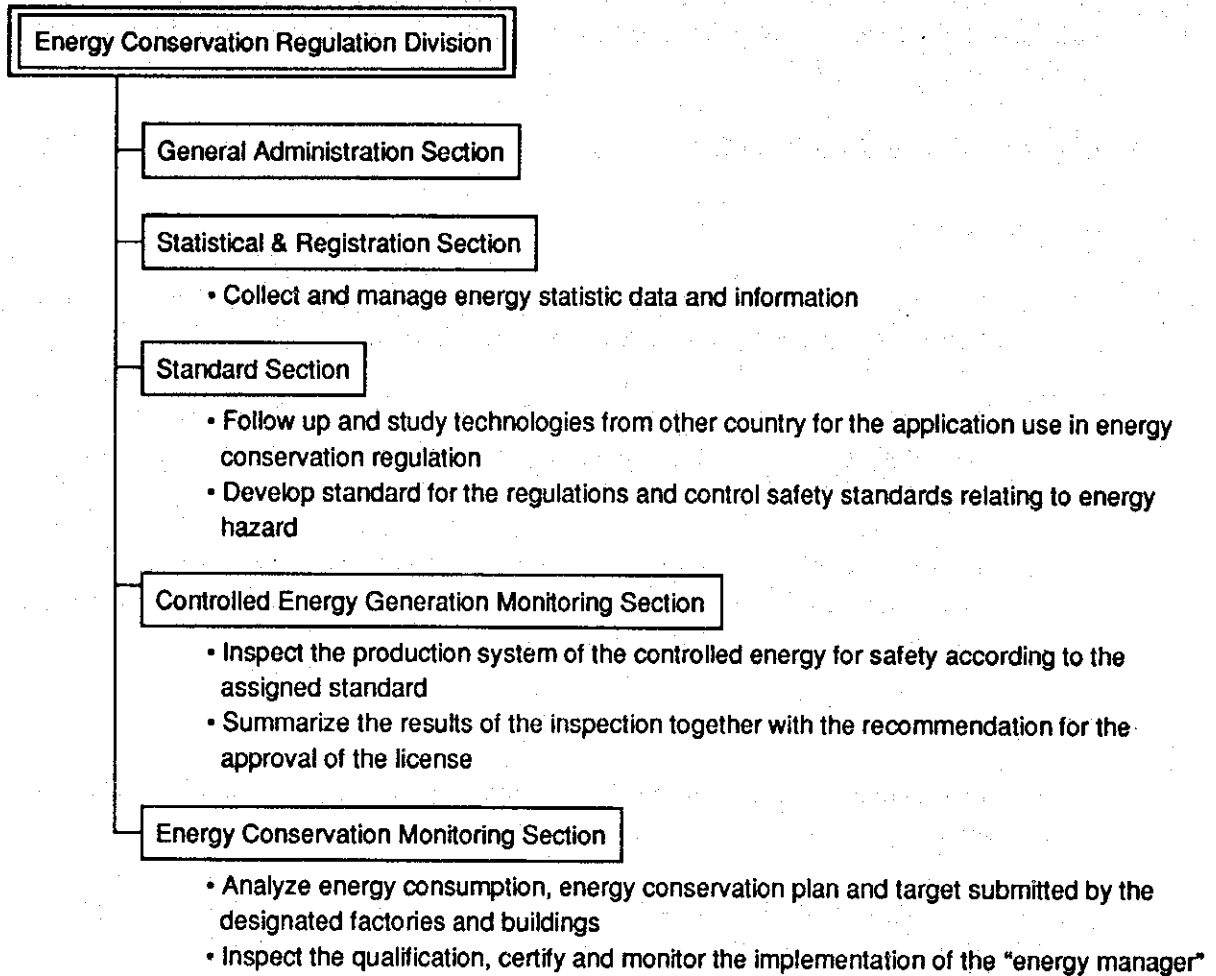 Energy Conservation Regulation Division
General Administration Section
Statistical & Registration Section
• Collect and manage energy statistic data and information
Standard Section
• Follow up and study technologies from other country for the application use in energy
conservation regulation
• Develop standard for the regulations and control safety standards relating to energy
hazard
Controlled Energy Generation Monitoring Section
• Inspect the production system of the controlled energy for safety according to the
assigned standard
• Summarize the results of the inspection together with the recommendation for the
approval of the license
Energy Conservation Monitoring Section
• Analyze energy consumption, energy conservation plan and target submitted by the
designated factories and buildings
• Inspect the qualification, certify and monitor the implementation of the "energy manager"